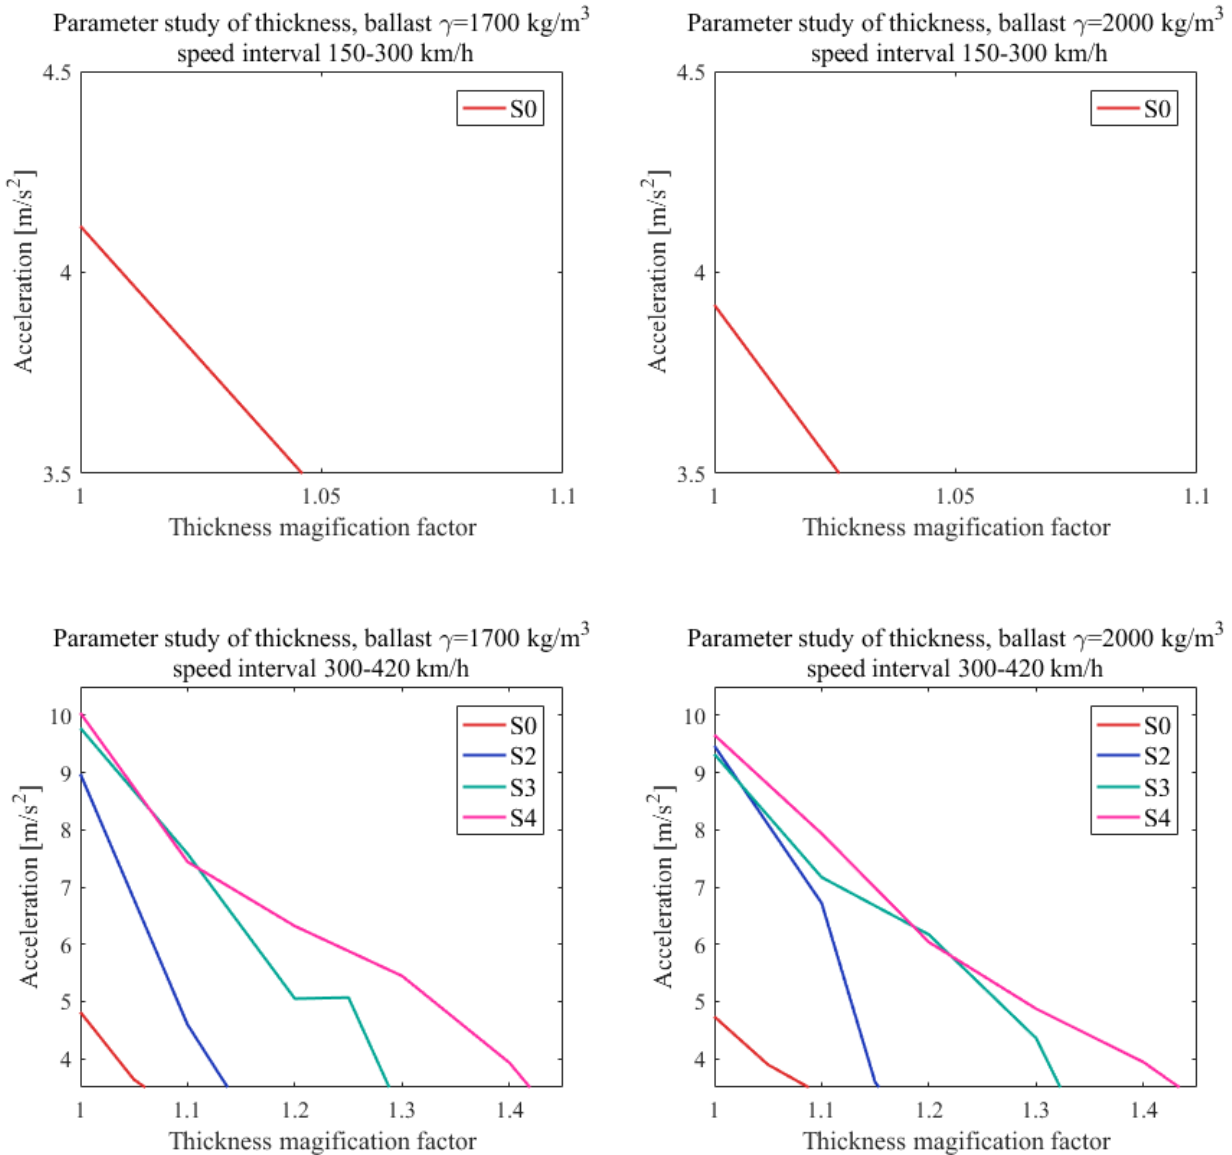 Parameter study of thickness, ballast γ=1700 kg/m³
speed interval 150-300 km/h
4.5
S0
4
Acceleration [m/s²]
3.5
1 1.05 1.1
Thickness magification factor
Parameter study of thickness, ballast γ=2000 kg/m³
speed interval 150-300 km/h
4.5
S0
4
Acceleration [m/s²]
3.5
1 1.05 1.1
Thickness magification factor
Parameter study of thickness, ballast γ=1700 kg/m³
speed interval 300-420 km/h
10
9
8
7
6
5
4
S0
S2
S3
S4
Acceleration [m/s²]
1 1.1 1.2 1.3 1.4
Thickness magification factor
Parameter study of thickness, ballast γ=2000 kg/m³
speed interval 300-420 km/h
10
9
8
7
6
5
4
S0
S2
S3
S4
Acceleration [m/s²]
1 1.1 1.2 1.3 1.4
Thickness magification factor